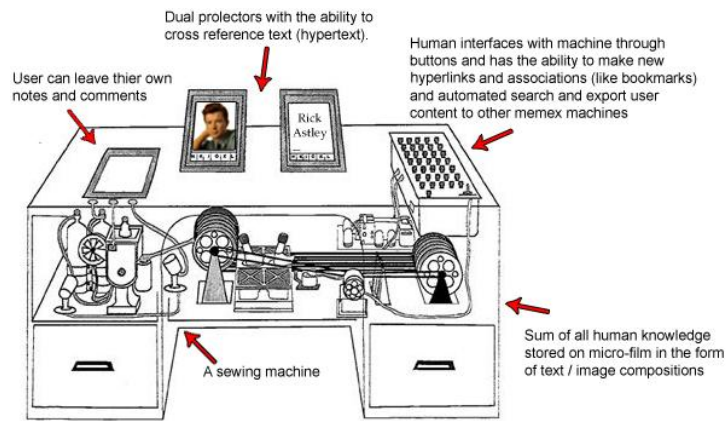 Dual prolectors with the ability to
cross reference text (hypertext).
Human interfaces with machine through
buttons and has the ability to make new
hyperlinks and associations (like bookmarks)
and automated search and export user
content to other memex machines
User can leave thier own
notes and comments
Rick
Astley
A sewing machine
Sum of all human knowledge
stored on micro-film in the form
of text / image compositions